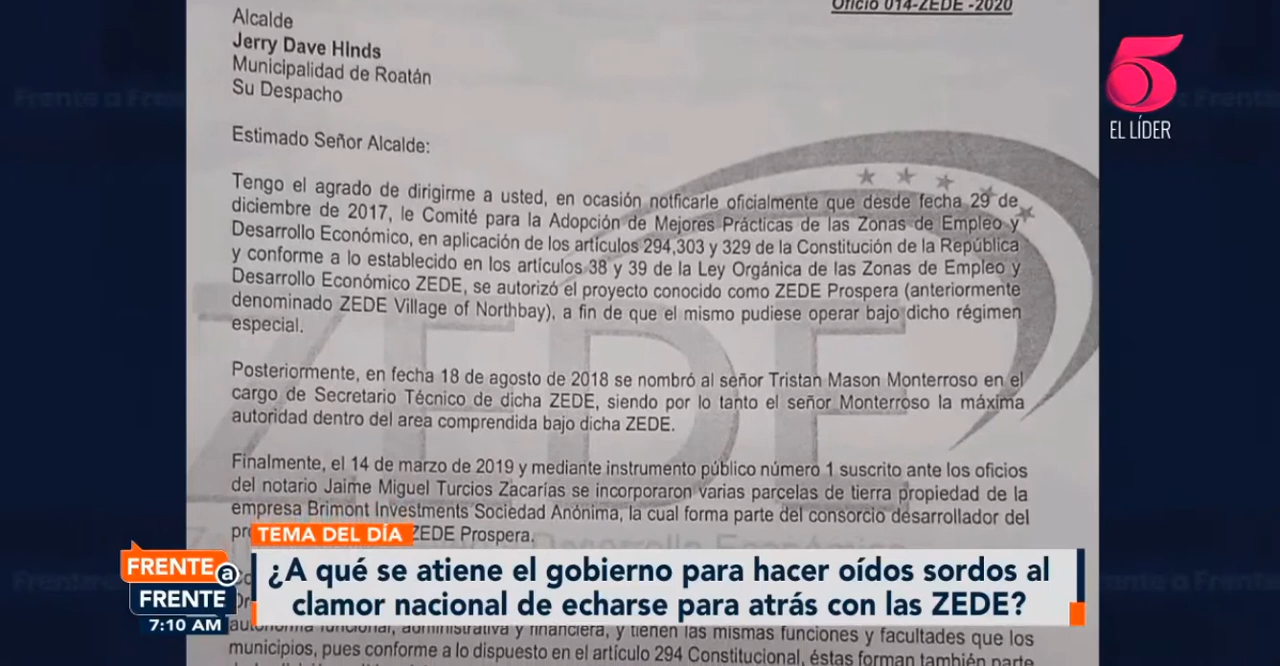 Oficio 014-ZEDE -2020
Alcalde
Jerry Dave HInds
Municipalidad de Roatán
Su Despacho
Estimado Señor Alcalde:
Tengo el agrado de dirigirme a usted, en ocasión notficarle oficialmente que desde fecha 29 de
diciembre de 2017, le Comité para la Adopción de Mejores Prácticas de las Zonas de Empleo y
Desarrollo Económico, en aplicación de los artículos 294,303 y 329 de la Constitución de la República
y conforme a lo establecido en los artículos 38 y 39 de la Ley Orgánica de las Zonas de Empleo y
Desarrollo Económico ZEDE, se autorizó el proyecto conocido como ZEDE Prospera (anteriormente
denominado ZEDE Village of Northbay), a fin de que el mismo pudiese operar bajo dicho régimen
especial.
Posteriormente, en fecha 18 de agosto de 2018 se nombró al señor Tristan Mason Monterroso en el
cargo de Secretario Técnico de dicha ZEDE, siendo por lo tanto el señor Monterroso la máxima
autoridad dentro del area comprendida bajo dicha ZEDE.
Finalmente, el 14 de marzo de 2019 y mediante instrumento público número 1 suscrito ante los oficios
del notario Jaime Miguel Turcios Zacarías se incorporaron varias parcelas de tierra propiedad de la
empresa Brimont Investments Sociedad Anónima, la cual forma parte del consorcio desarrollador del
ZEDE Prospera.
funcional, administrativa y financiera, y tienen las mismas funciones y facultades que los
municipios, pues conforme a lo dispuesto en el artículo 294 Constitucional, éstas forman también parte
ZEDE
5
EL LÍDER
Frente a Fre
TEMA DEL DÍA
¿A qué se atiene el gobierno para hacer oídos sordos al
clamor nacional de echarse para atrás con las ZEDE?
FRENTE a
FRENTE
7:10 AM